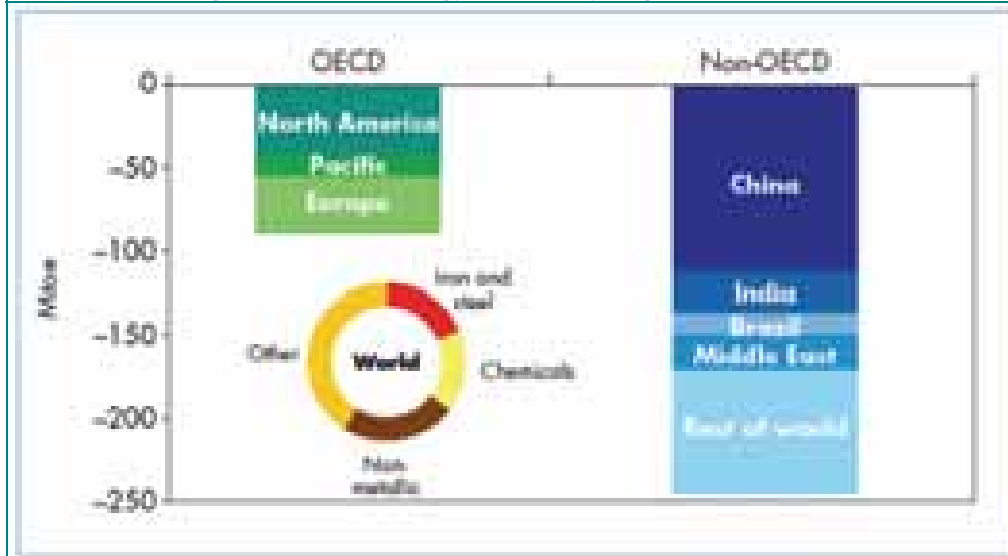 OECD
Non-OECD
0
-50
-100
-150
-200
-250
Mtoe
North America
Pacific
Europe
China
India
Brazil
Middle East
Rest of world
World
Iron and
steel
Chemicals
Non
metallic
Other